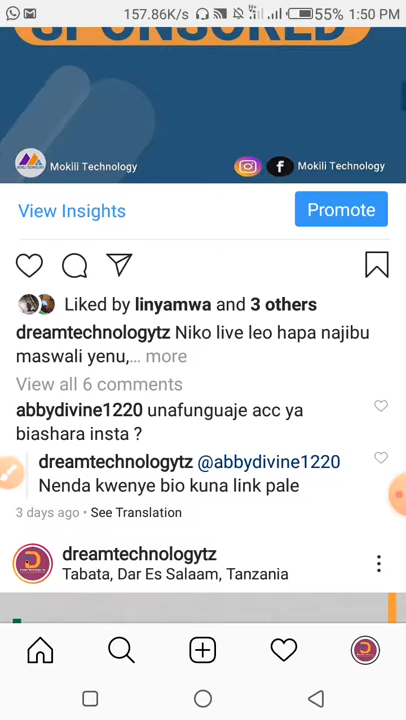 157.86K/s 55% 1:50 PM
SPONSORED
Mokili Technology
Mokili Technology
View Insights
Promote
Liked by linyamwa and 3 others
dreamtechnologytz Niko live leo hapa najibu
maswali yenu,... more
View all 6 comments
abbydivine1220 unafunguaje acc ya
biashara insta ?
dreamtechnologytz @abbydivine1220
Nenda kwenye bio kuna link pale
3 days ago • See Translation
dreamtechnologytz
Tabata, Dar Es Salaam, Tanzania